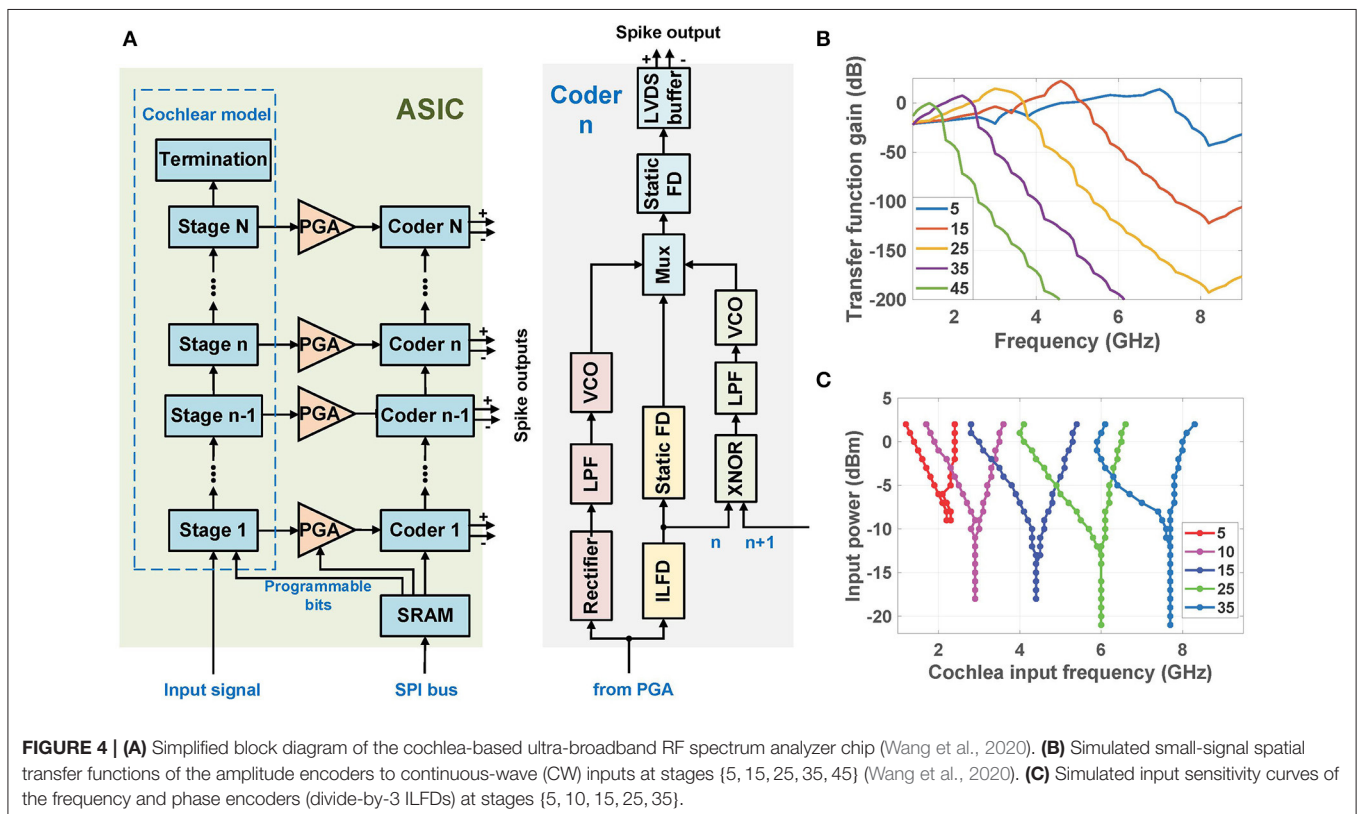 A
ASIC
Cochlear model
Termination
Stage N
PGA
Coder N
+
-
Stage n
PGA
Coder n
+
-
Stage n-1
PGA
Coder n-1
+
-
Stage 1
PGA
Coder 1
+
-
Spike outputs
Programmable
bits
SRAM
Input signal
SPI bus
Spike output
+
-
Coder
n
LVDS
buffer
Static
FD
Mux
VCO
LPF
Rectifier
Static FD
ILFD
VCO
LPF
XNOR
n
n+1
from PGA
B
Transfer function gain (dB)
0
-50
-100
-150
-200
5
15
25
35
45
2
4
6
8
Frequency (GHz)
C
Input power (dBm)
5
0
-5
-10
-15
-20
5
10
15
25
35
2
4
6
8
Cochlea input frequency (GHz)
FIGURE 4 | (A) Simplified block diagram of the cochlea-based ultra-broadband RF spectrum analyzer chip (Wang et al., 2020). (B) Simulated small-signal spatial
transfer functions of the amplitude encoders to continuous-wave (CW) inputs at stages {5, 15, 25, 35, 45} (Wang et al., 2020). (C) Simulated input sensitivity curves of
the frequency and phase encoders (divide-by-3 ILFDs) at stages {5, 10, 15, 25, 35}.